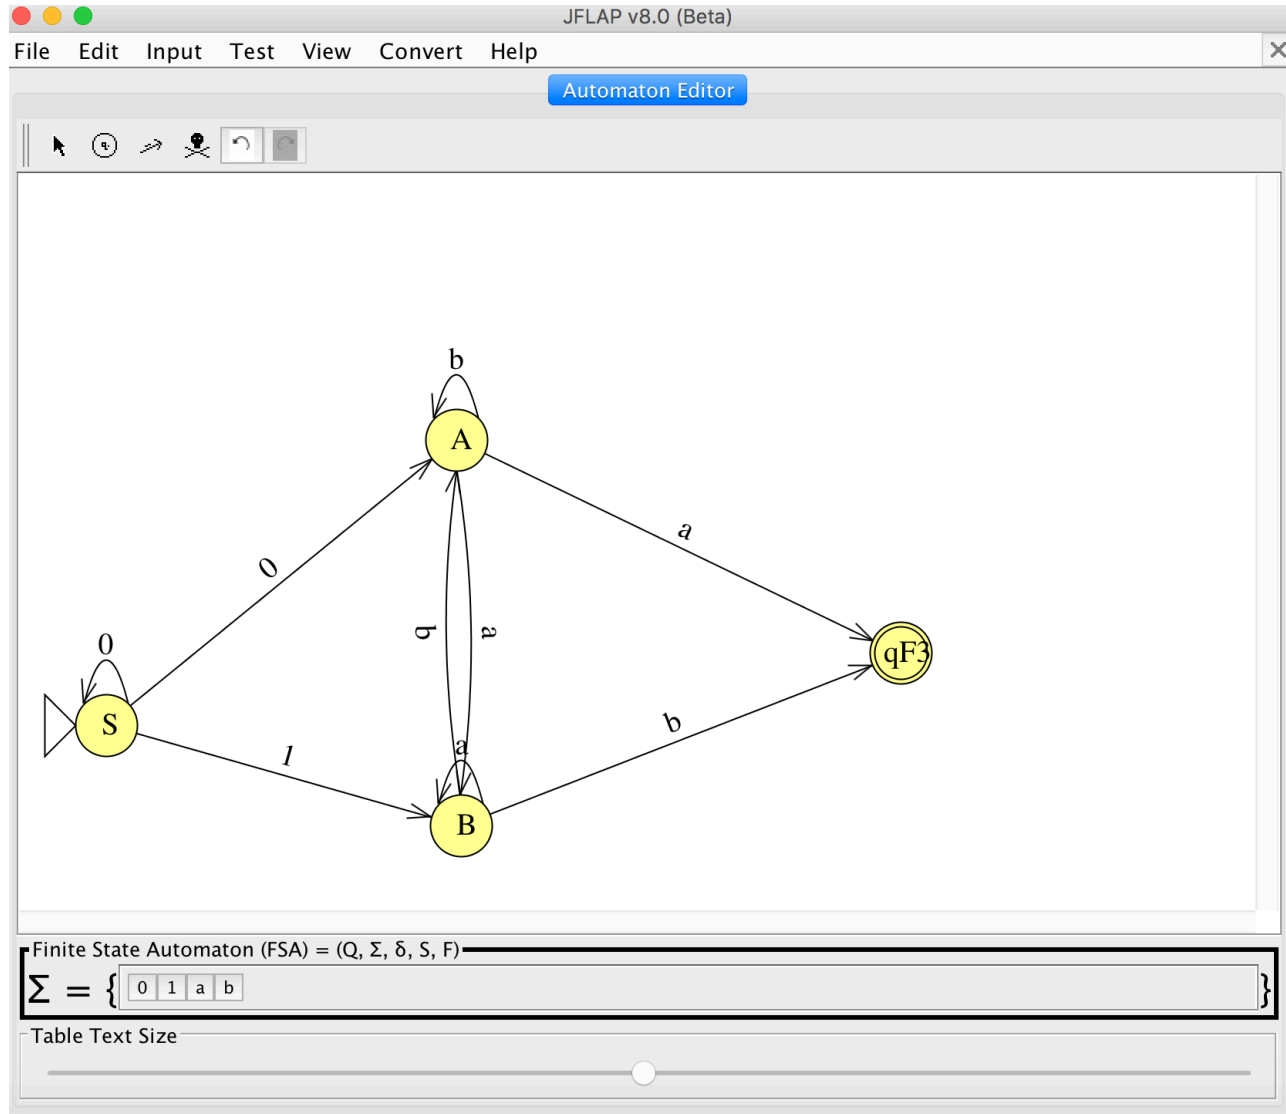 JFLAP v8.0 (Beta)
File Edit Input Test View Convert Help
Automaton Editor
b
A
a
0
b a
0
qF3
S
b
1
a
B
Finite State Automaton (FSA) = (Q, Σ, δ, S, F)
Σ = { 0 1 a b }
Table Text Size